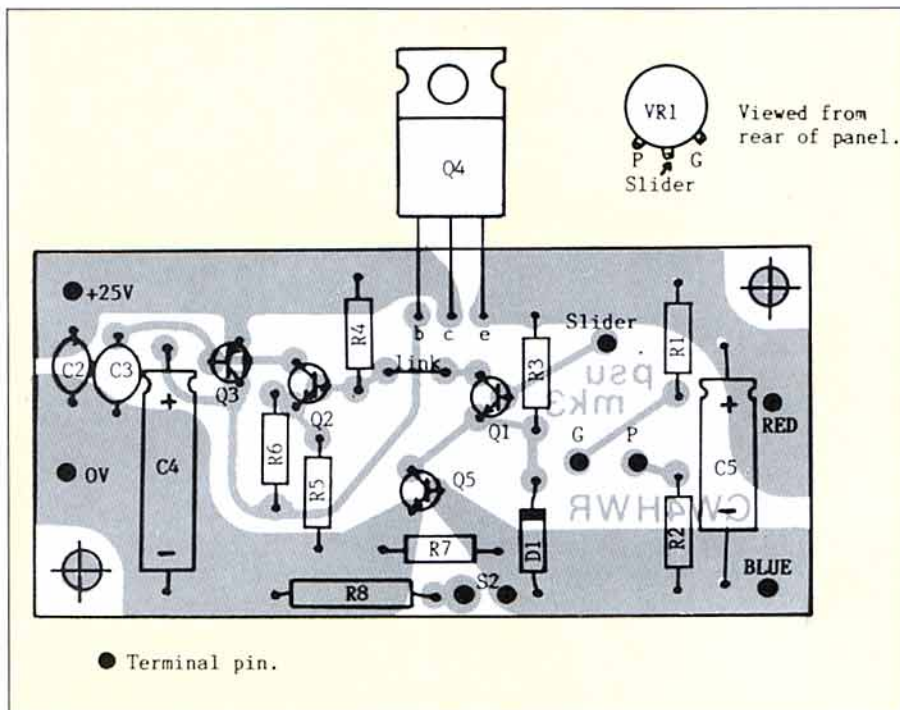 VR1
Viewed from
rear of panel.
P
G
Slider
Q4
+25V
C2
C3
Q3
C4
+
-
0V
R4
Q2
R6
R5
link
b
c
e
Q1
Q5
R7
R8
S2
R3
D1
Slider
psu
mk3
G
P
GW4HWR
R1
R2
C5
+
-
RED
BLUE
Terminal pin.